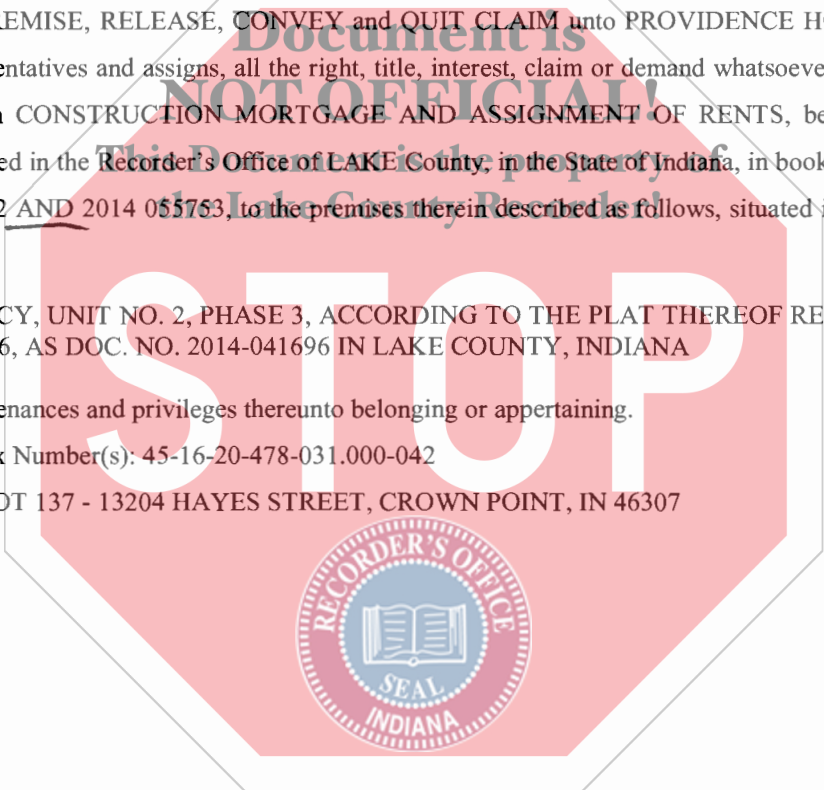 EMISE, RELEASE, CONVEY and QUIT CLAIM unto PROVIDENCE HO
Document is
entatives and assigns, all the right, title, interest, claim or demand whatsoeve
NOT OFFICIAL!
CONSTRUCTION MORTGAGE AND ASSIGNMENT OF RENTS, be
ed in the Recorder's Office of LAKE County, in the State of Indiana, in book
This Document is the property of
2 AND 2014 055753, to the premises therein described as follows, situated i
the Lake County Recorder!
CY, UNIT NO. 2, PHASE 3, ACCORDING TO THE PLAT THEREOF RE
6, AS DOC. NO. 2014-041696 IN LAKE COUNTY, INDIANA
enances and privileges thereunto belonging or appertaining.
x Number(s): 45-16-20-478-031.000-042
OT 137 - 13204 HAYES STREET, CROWN POINT, IN 46307
STOP
RECORDER'S OFFICE
SEAL
INDIANA